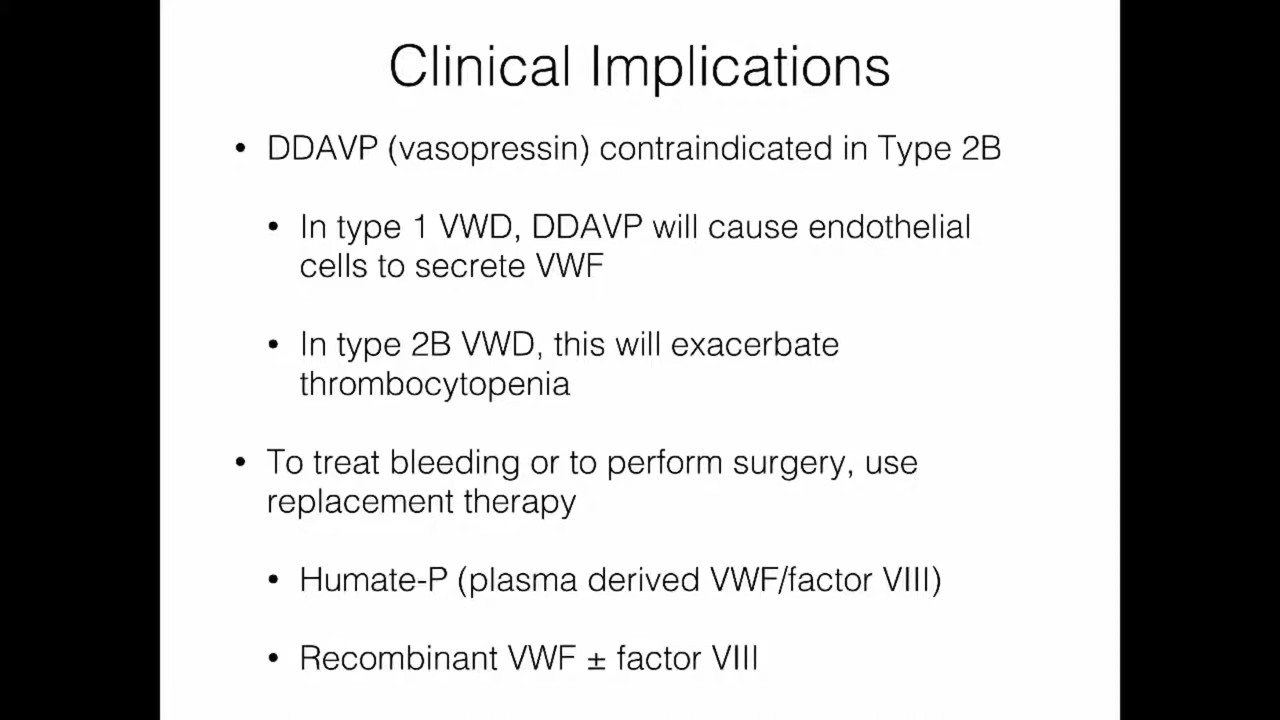 Clinical Implications
• DDAVP (vasopressin) contraindicated in Type 2B
• In type 1 VWD, DDAVP will cause endothelial
cells to secrete VWF
• In type 2B VWD, this will exacerbate
thrombocytopenia
• To treat bleeding or to perform surgery, use
replacement therapy
• Humate-P (plasma derived VWF/factor VIII)
• Recombinant VWF ± factor VIII